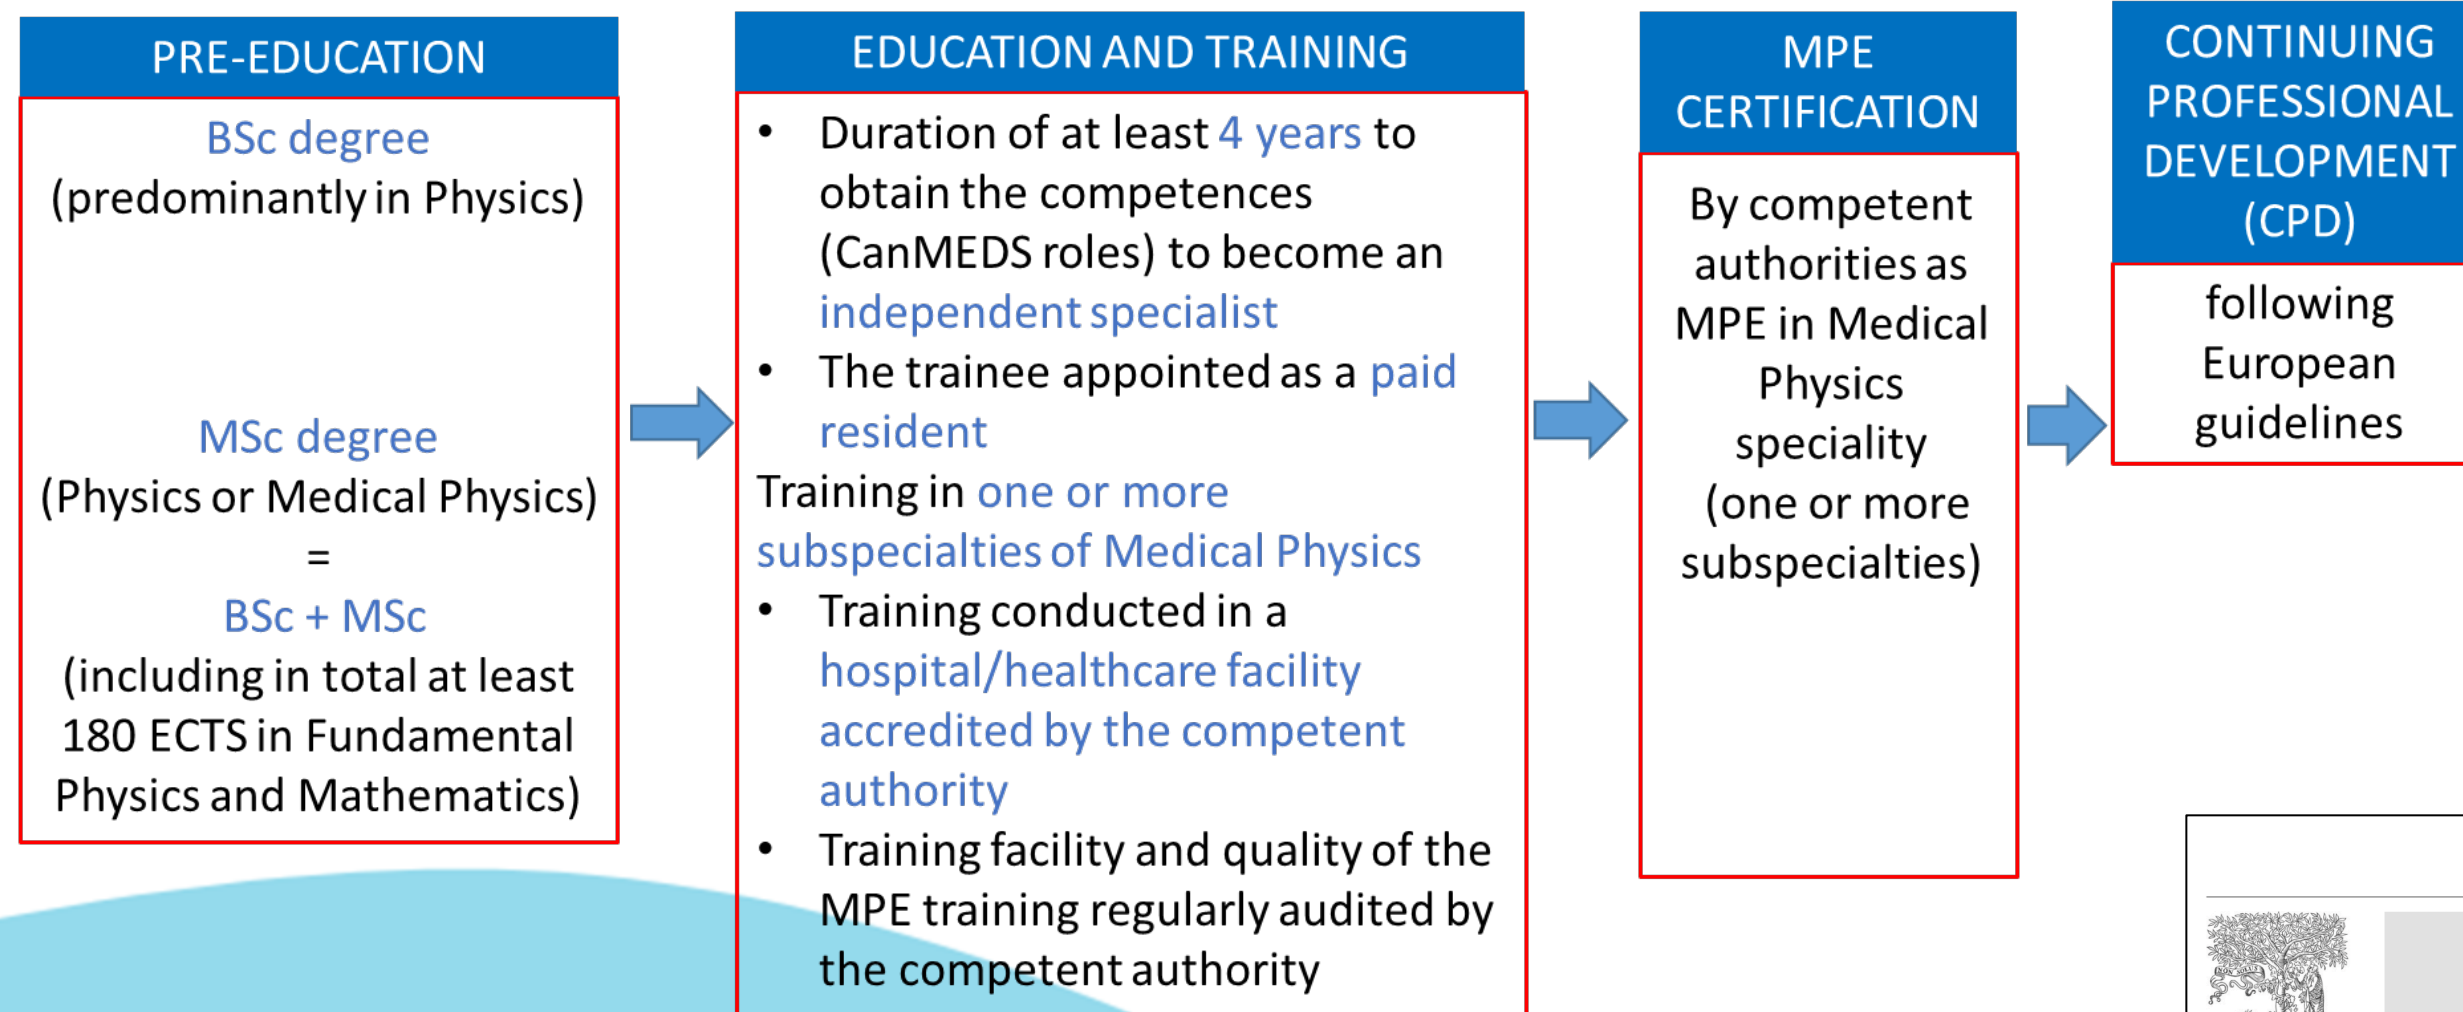 PRE-EDUCATION
BSc degree
(predominantly in Physics)
MSc degree
(Physics or Medical Physics)
=
BSc + MSc
(including in total at least
180 ECTS in Fundamental
Physics and Mathematics)
EDUCATION AND TRAINING
• Duration of at least 4 years to
obtain the competences
(CanMEDS roles) to become an
independent specialist
• The trainee appointed as a paid
resident
Training in one or more
subspecialties of Medical Physics
• Training conducted in a
hospital/healthcare facility
accredited by the competent
authority
• Training facility and quality of the
MPE training regularly audited by
the competent authority
MPE
CERTIFICATION
By competent
authorities as
MPE in Medical
Physics
speciality
(one or more
subspecialties)
CONTINUING
PROFESSIONAL
DEVELOPMENT
(CPD)
following
European
guidelines